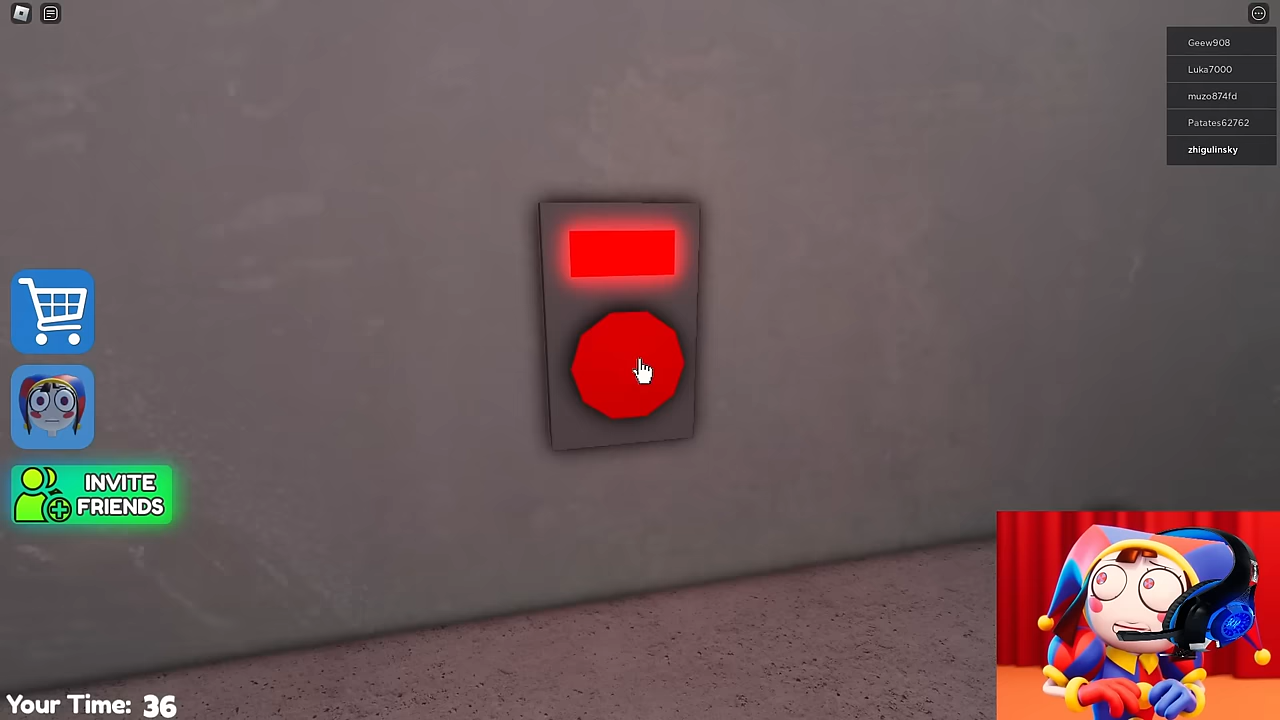 Geew908
Luka7000
muzo874fd
Patates62762
zhigulinsky
INVITE
FRIENDS
Your Time: 36